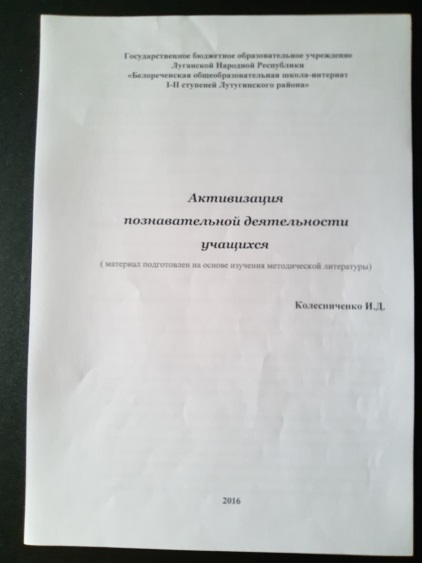 Государственное бюджетное образовательное учреждение
Луганской Народной Республики
«Белореченская общеобразовательная школа-интернат
I-II ступеней Лутугинского района»
Активизация
познавательной деятельности
учащихся
( материал подготовлен на основе изучения методической литературы)
Колесниченко И.Д.
2016